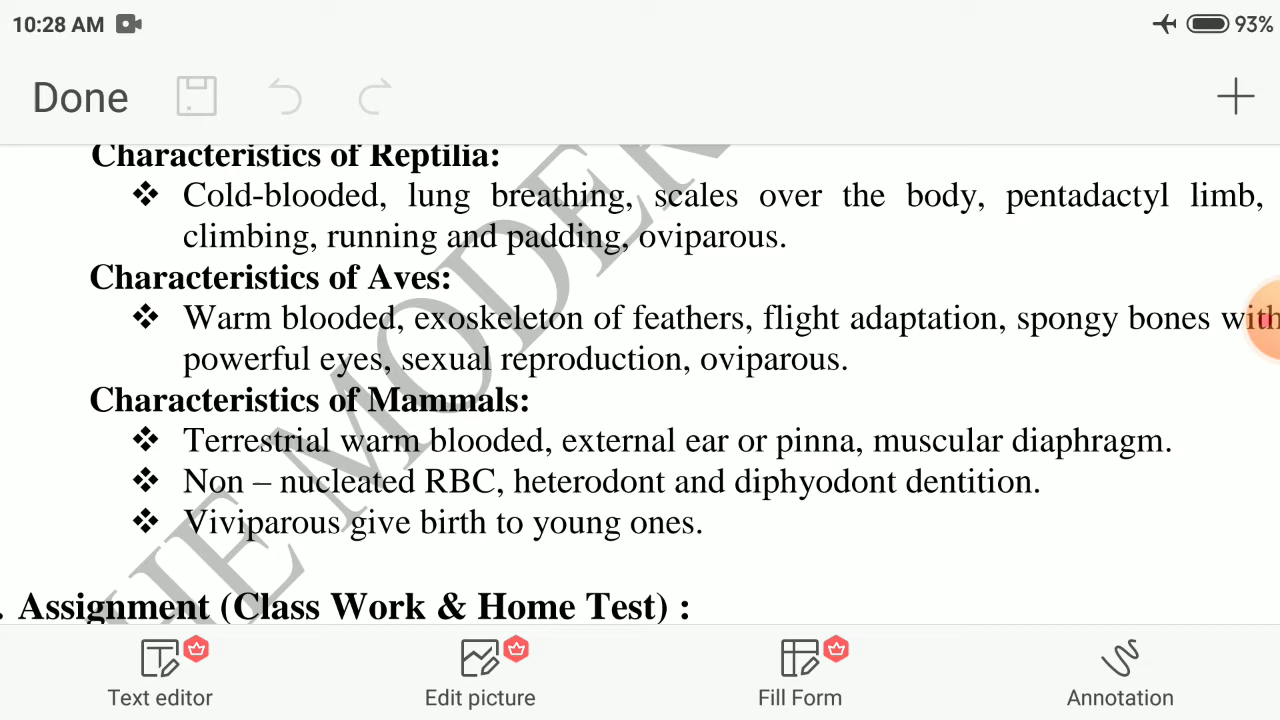 10:28 AM 93%
Done
Characteristics of Reptilia:
❖ Cold-blooded, lung breathing, scales over the body, pentadactyl limb,
climbing, running and padding, oviparous.
Characteristics of Aves:
❖ Warm blooded, exoskeleton of feathers, flight adaptation, spongy bones with
powerful eyes, sexual reproduction, oviparous.
Characteristics of Mammals:
❖ Terrestrial warm blooded, external ear or pinna, muscular diaphragm.
❖ Non – nucleated RBC, heterodont and diphyodont dentition.
❖ Viviparous give birth to young ones.
. Assignment (Class Work & Home Test) :
HE MODER
Text editor Edit picture Fill Form Annotation